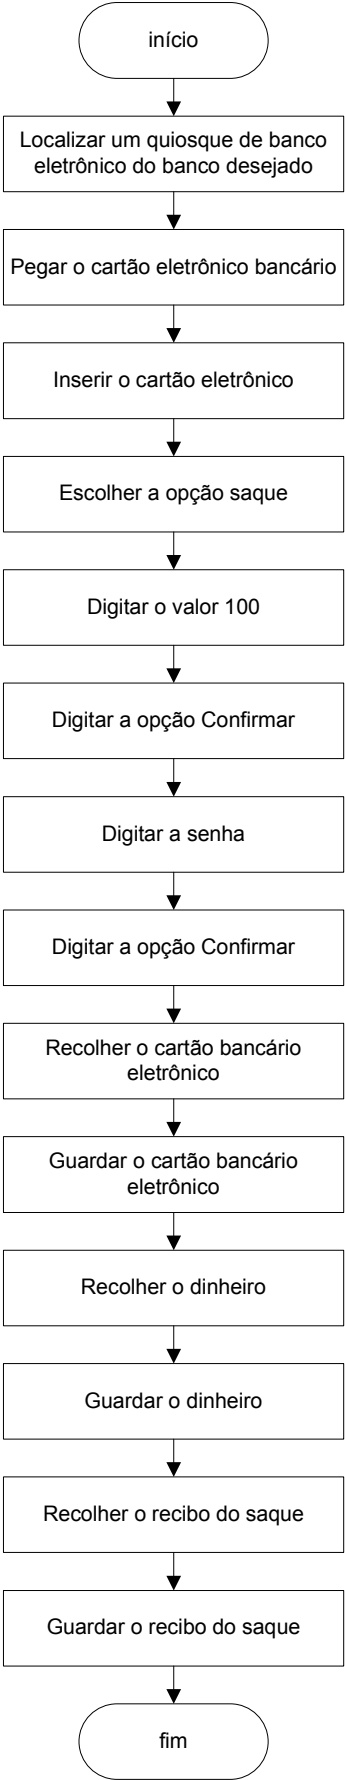 início
Localizar um quiosque de banco
eletrônico do banco desejado
Pegar o cartão eletrônico bancário
Inserir o cartão eletrônico
Escolher a opção saque
Digitar o valor 100
Digitar a opção Confirmar
Digitar a senha
Digitar a opção Confirmar
Recolher o cartão bancário
eletrônico
Guardar o cartão bancário
eletrônico
Recolher o dinheiro
Guardar o dinheiro
Recolher o recibo do saque
Guardar o recibo do saque
fim